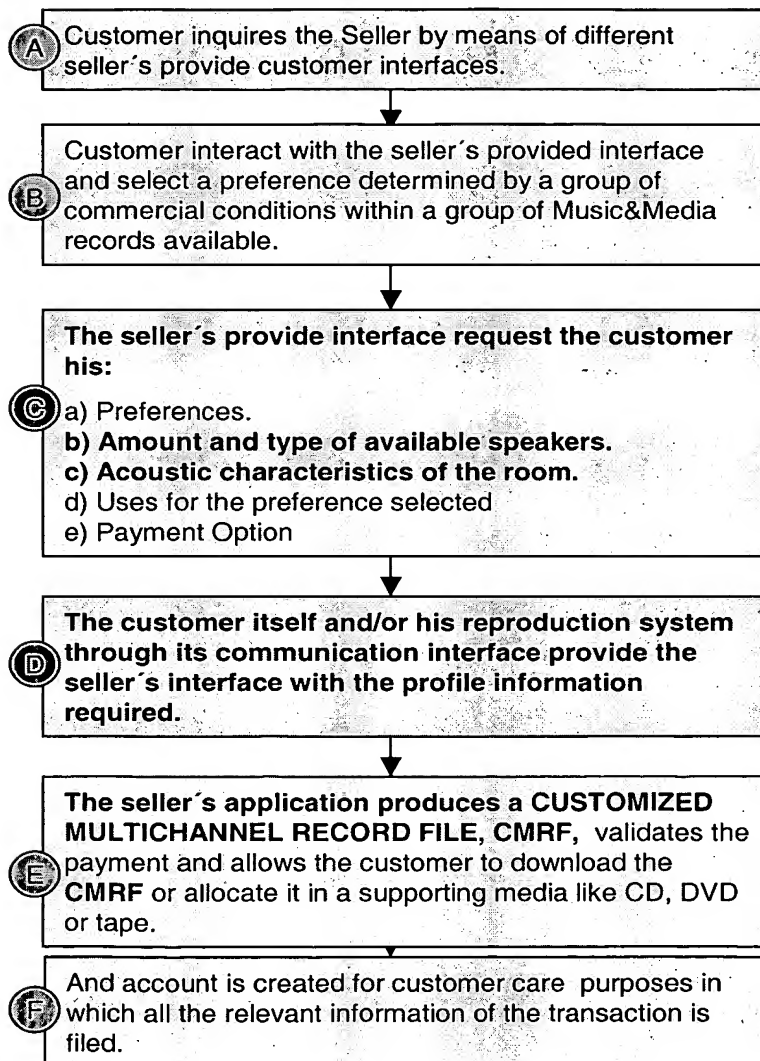 A Customer inquires the Seller by means of different
seller´s provide customer interfaces.
Customer interact with the seller´s provided interface
and select a preference determined by a group of
B commercial conditions within a group of Music&Media
records available.
The seller´s provide interface request the customer
his:
C a) Preferences.
b) Amount and type of available speakers.
c) Acoustic characteristics of the room.
d) Uses for the preference selected
e) Payment Option
The customer itself and/or his reproduction system
D through its communication interface provide the
seller´s interface with the profile information
required.
The seller´s application produces a CUSTOMIZED
MULTICHANNEL RECORD FILE, CMRF, validates the
E payment and allows the customer to download the
CMRF or allocate it in a supporting media like CD, DVD
or tape.
And account is created for customer care purposes in
F which all the relevant information of the transaction is
filed.